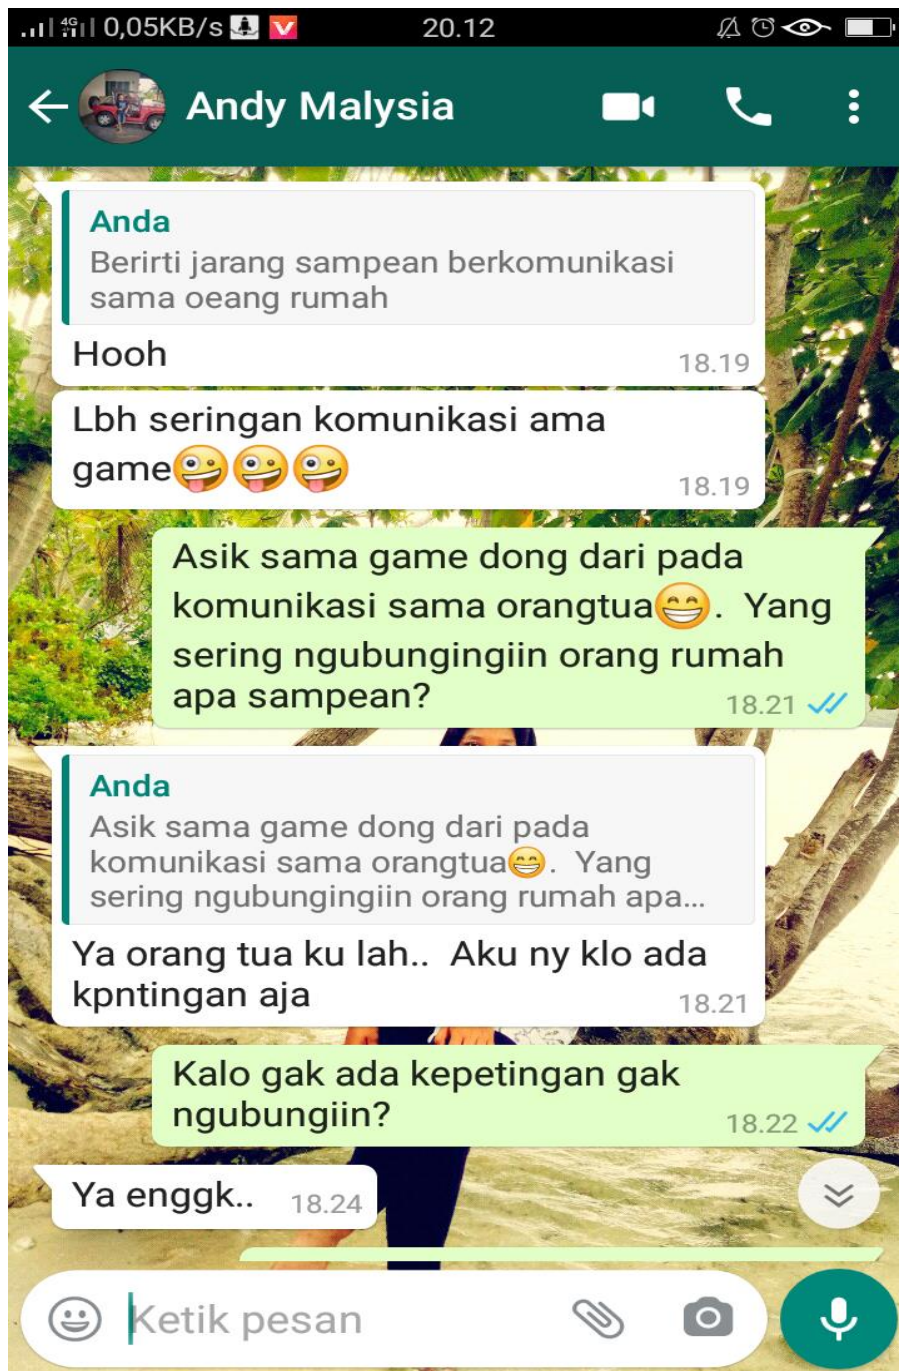 4G 0,05KB/s 20.12
Andy Malysia
Anda
Berirti jarang sampean berkomunikasi
sama oeang rumah
Hooh
18.19
Lbh seringan komunikasi ama
game🤪🤪🤪
18.19
Asik sama game dong dari pada
komunikasi sama orangtua😁. Yang
sering ngubungingiin orang rumah
apa sampean?
18.21
Anda
Asik sama game dong dari pada
komunikasi sama orangtua😁. Yang
sering ngubungingiin orang rumah apa...
Ya orang tua ku lah.. Aku ny klo ada
kpntingan aja
18.21
Kalo gak ada kepetingan gak
ngubungiin?
18.22
Ya enggk.. 18.24
Ketik pesan